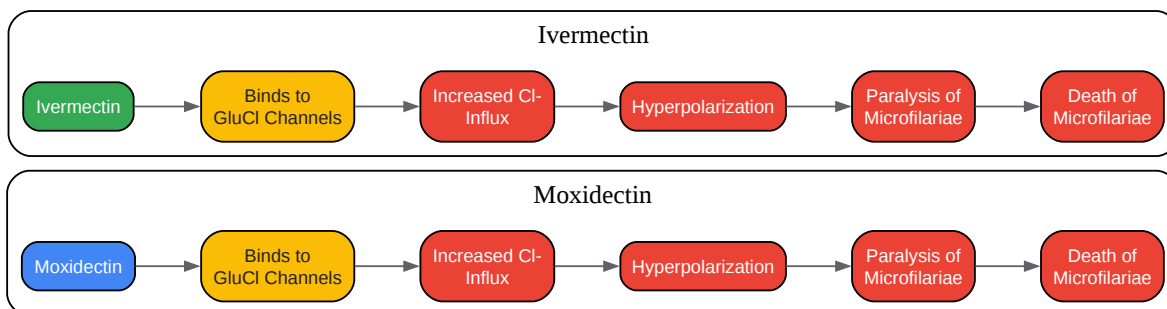 Ivermectin
Ivermectin
Binds to
GluCl Channels
Increased Cl-
Influx
Hyperpolarization
Paralysis of
Microfilariae
Death of
Microfilariae
Moxidectin
Moxidectin
Binds to
GluCl Channels
Increased Cl-
Influx
Hyperpolarization
Paralysis of
Microfilariae
Death of
Microfilariae